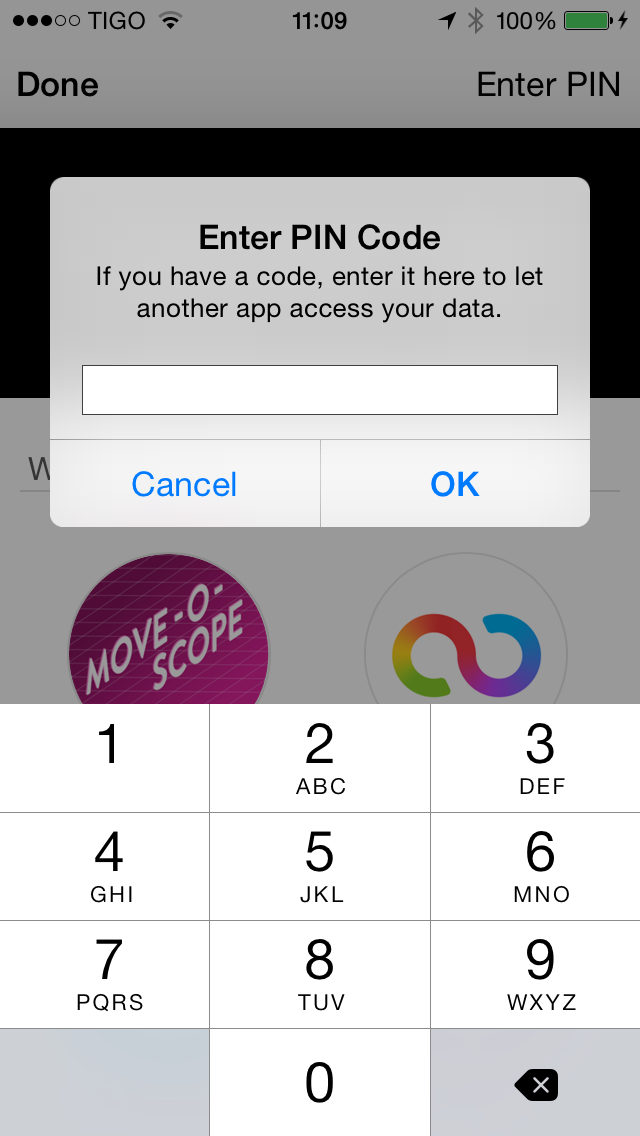 TIGO 11:09 100%
Done Enter PIN
Enter PIN Code
If you have a code, enter it here to let
another app access your data.
W
Cancel OK
MOVE-O-
SCOPE
1 2 3
ABC DEF
4 5 6
GHI JKL MNO
7 8 9
PQRS TUV WXYZ
0